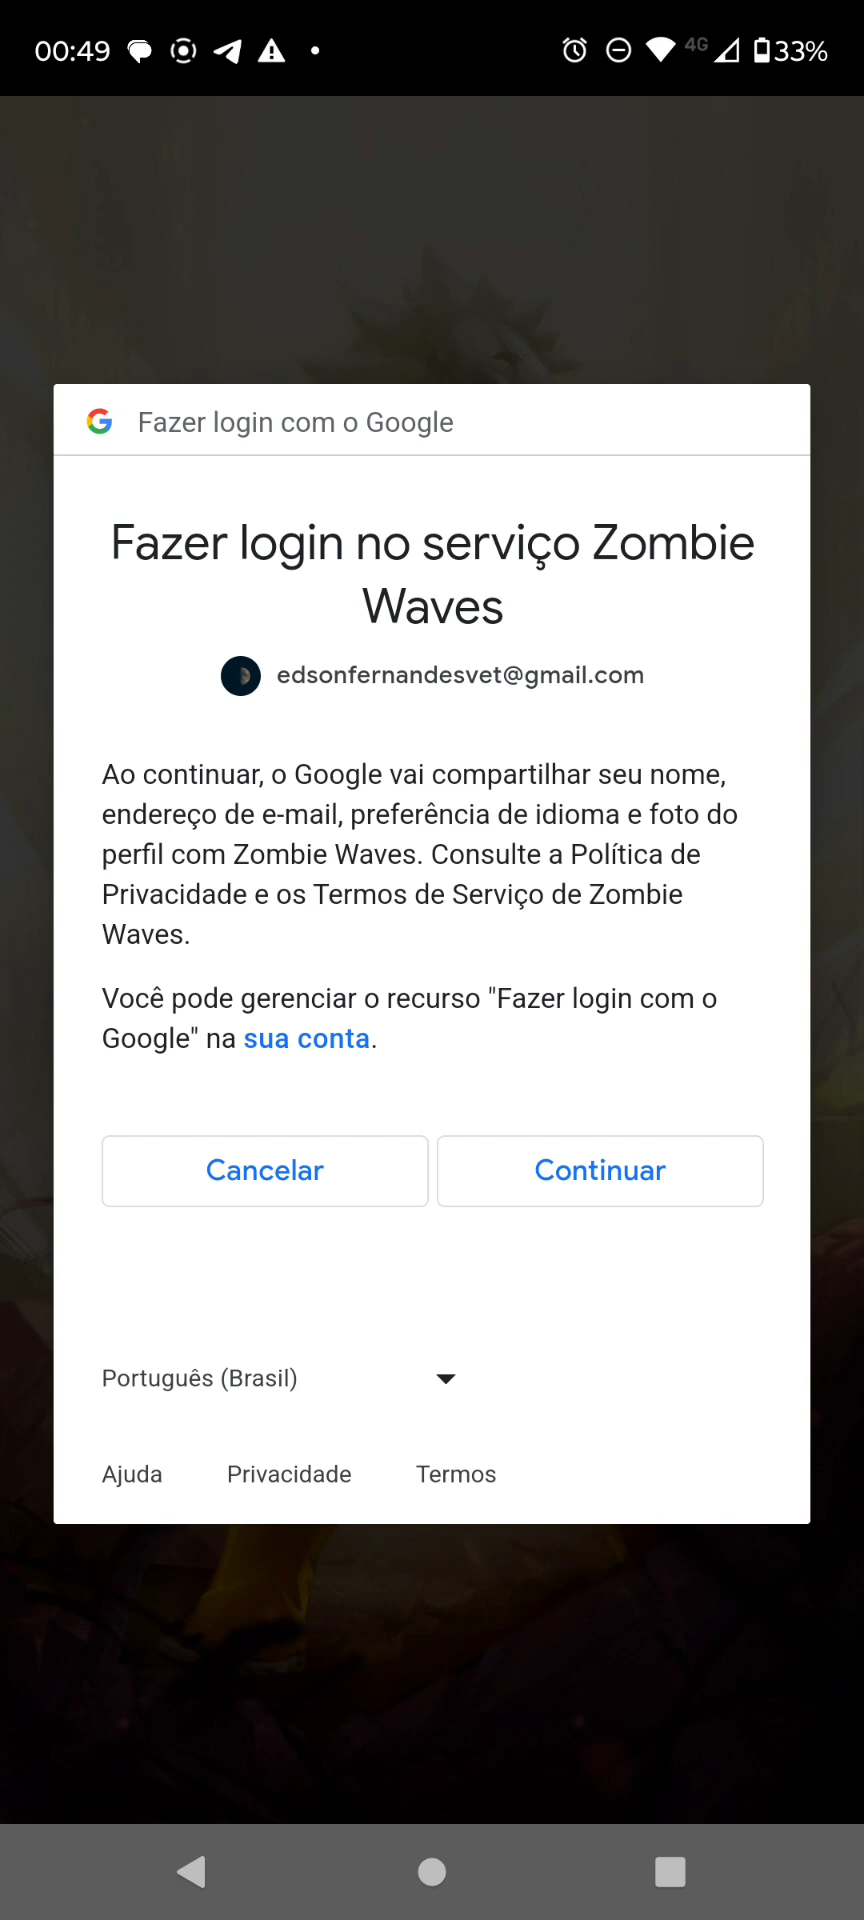 00:49
4G
33%
Fazer login com o Google
Fazer login no serviço Zombie
Waves
edsonfernandesvet@gmail.com
Ao continuar, o Google vai compartilhar seu nome,
endereço de e-mail, preferência de idioma e foto do
perfil com Zombie Waves. Consulte a Política de
Privacidade e os Termos de Serviço de Zombie
Waves.
Você pode gerenciar o recurso "Fazer login com o
Google" na sua conta.
Cancelar
Continuar
Português (Brasil)
Ajuda
Privacidade
Termos